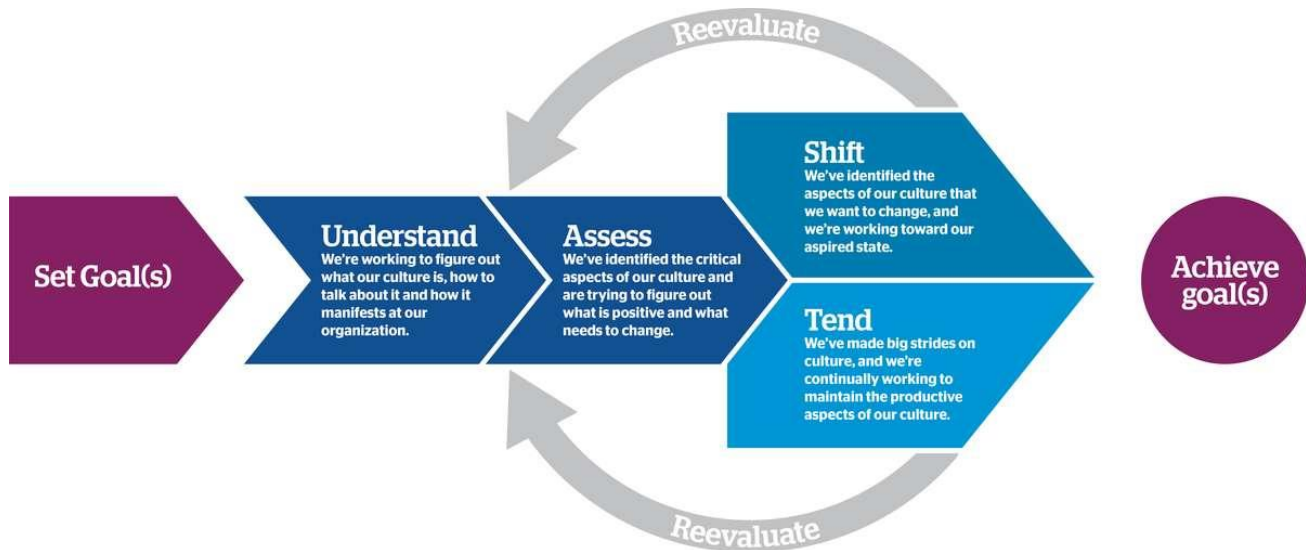 Reevaluate
Set Goal(s)
Understand
We're working to figure out
what our culture is, how to
talk about it and how it
manifests at our
organization.
Assess
We've identified the critical
aspects of our culture and
are trying to figure out
what is positive and what
needs to change.
Shift
We've identified the
aspects of our culture that
we want to change, and
we're working toward our
aspired state.
Tend
We've made big strides on
culture, and we're
continually working to
maintain the productive
aspects of our culture.
Achieve
goal(s)
Reevaluate